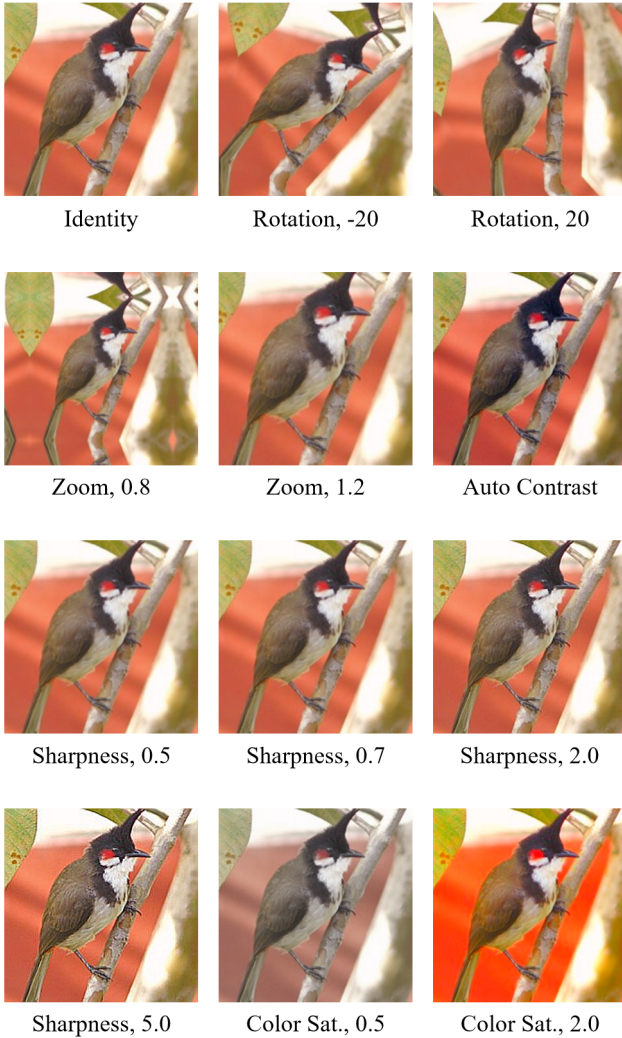 Identity
Rotation, -20
Rotation, 20
Zoom, 0.8
Zoom, 1.2
Auto Contrast
Sharpness, 0.5
Sharpness, 0.7
Sharpness, 2.0
Sharpness, 5.0
Color Sat., 0.5
Color Sat., 2.0